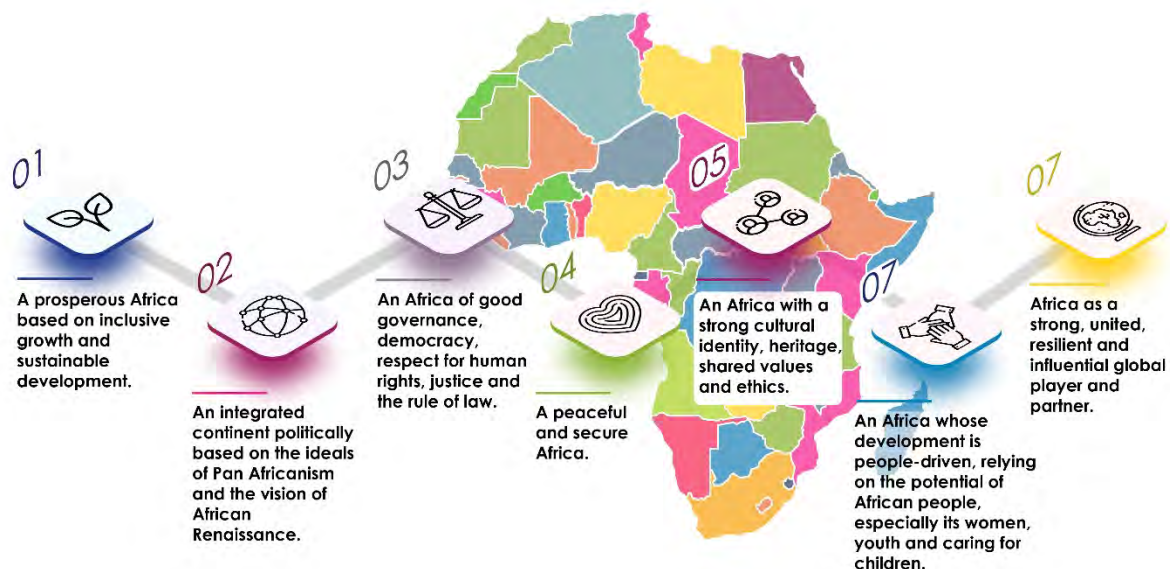 01
A prosperous Africa
based on inclusive
growth and
sustainable
development.
02
An integrated
continent politically
based on the ideals
of Pan Africanism
and the vision of
African
Renaissance.
03
An Africa of good
governance,
democracy,
respect for human
rights, justice and
the rule of law.
04
A peaceful
and secure
Africa.
05
An Africa with a
strong cultural
identity, heritage,
shared values
and ethics.
07
An Africa whose
development is
people-driven, relying
on the potential of
African people,
especially its women,
youth and caring for
children.
07
Africa as a
strong, united,
resilient and
influential global
player and
partner.